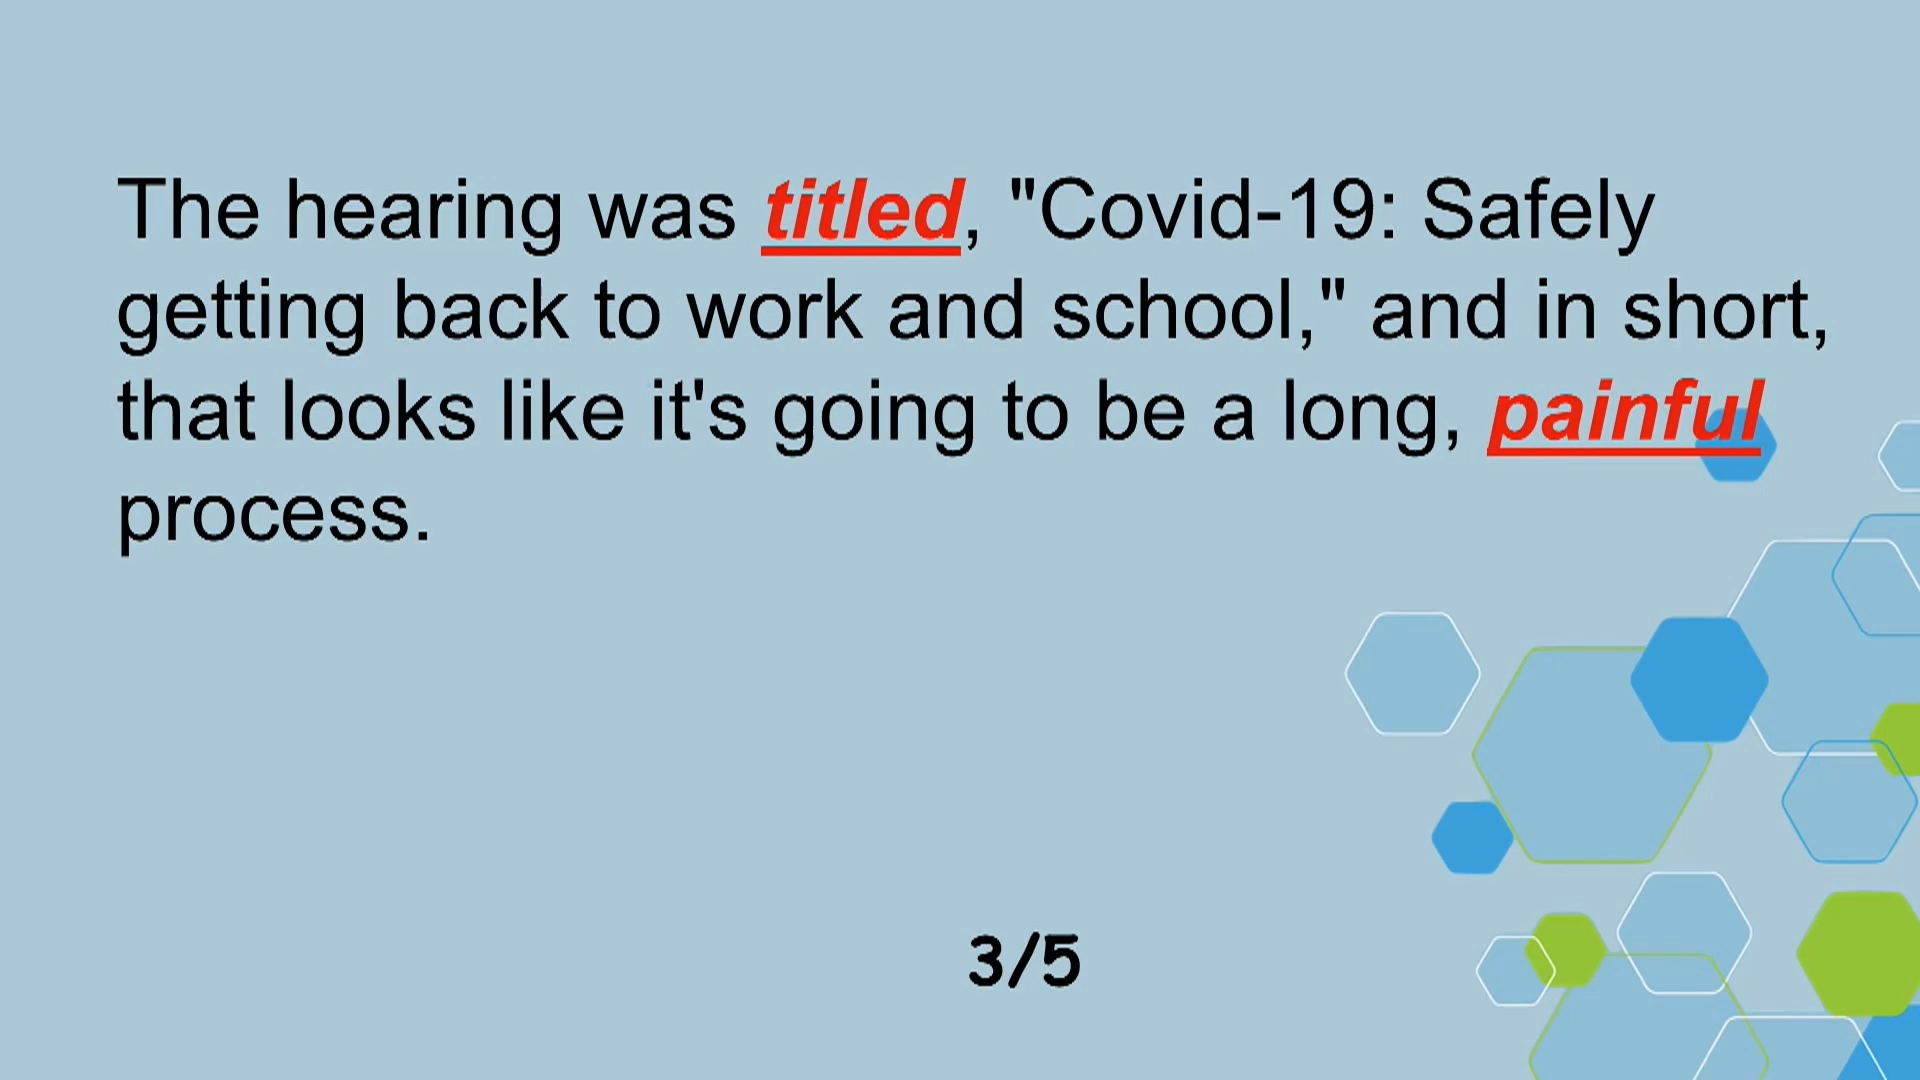 The hearing was titled, "Covid-19: Safely
getting back to work and school," and in short,
that looks like it's going to be a long, painful
process.
3/5